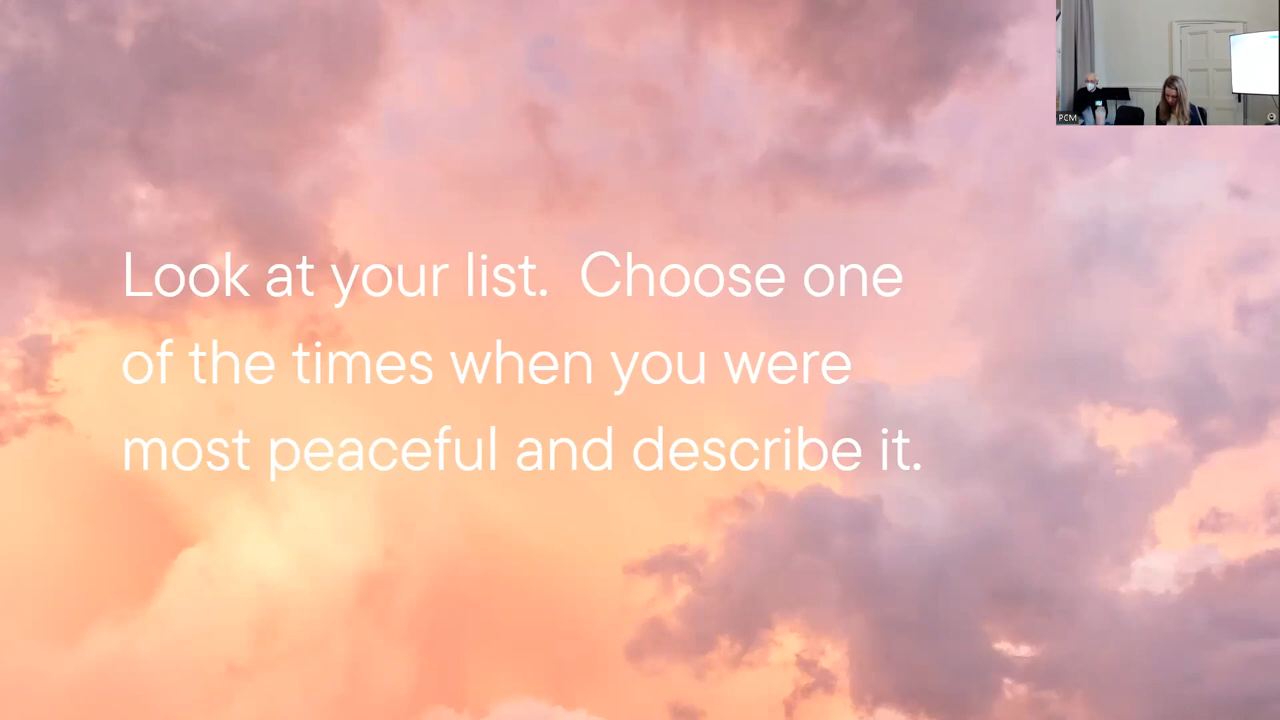 PCM
Look at your list.  Choose one
of the times when you were
most peaceful and describe it.